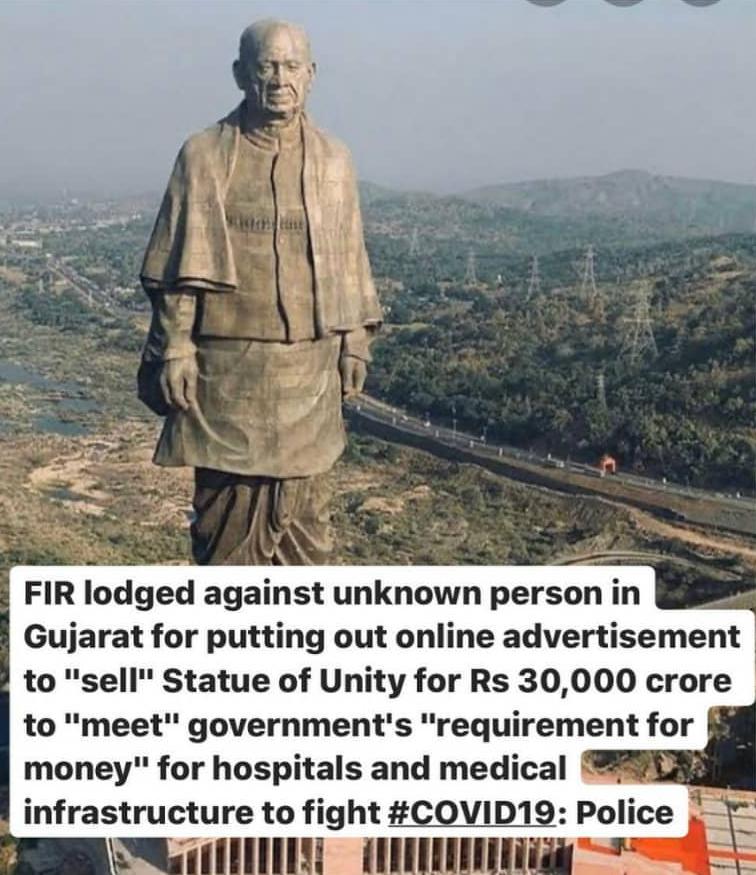 FIR lodged against unknown person in
Gujarat for putting out online advertisement
to "sell" Statue of Unity for Rs 30,000 crore
to "meet" government's "requirement for
money" for hospitals and medical
infrastructure to fight #COVID19: Police